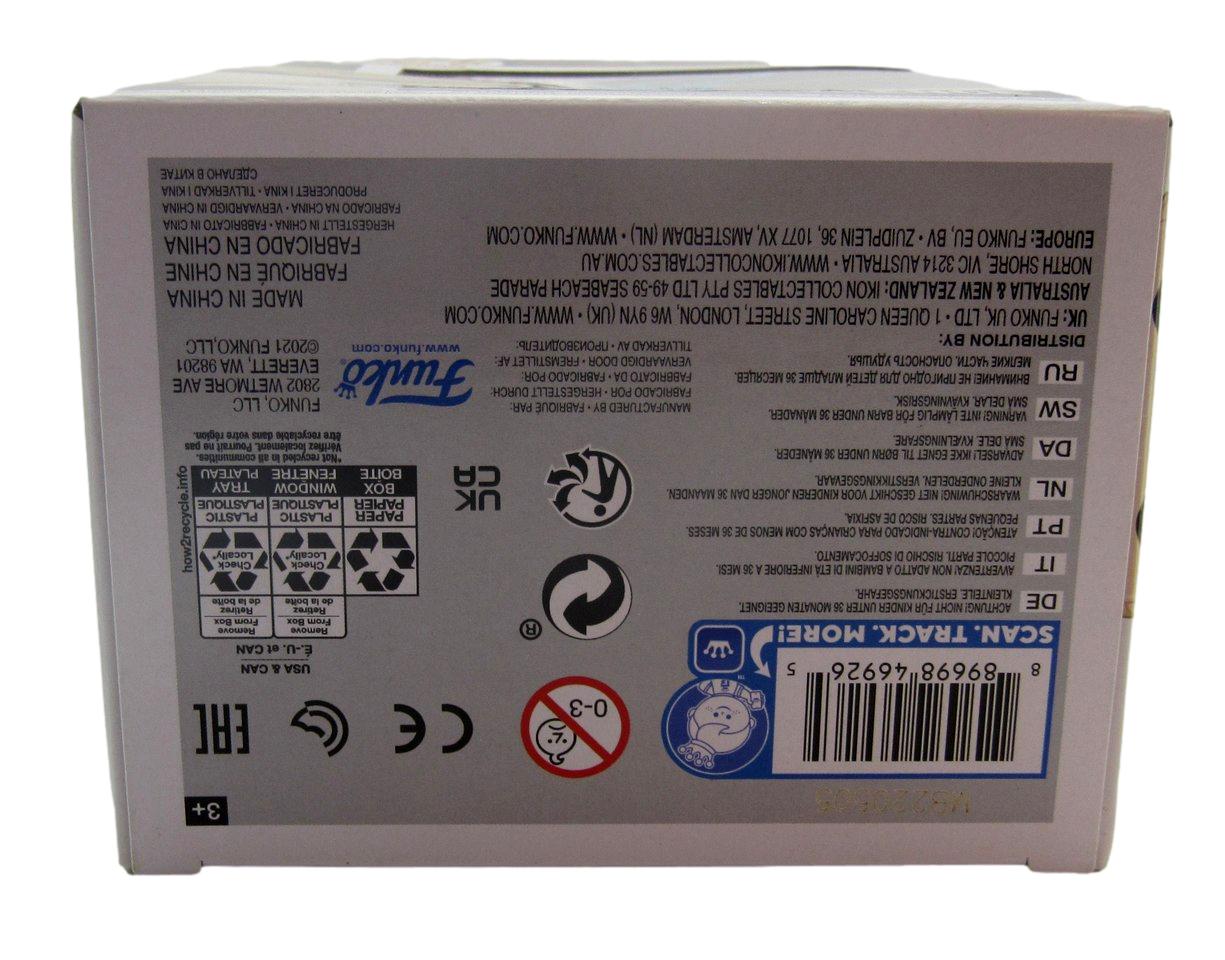 8 89698 46926 5
SCAN. TRACK. MORE!
TM
0-3
3+
CE
EAC
DE
ACHTUNG! NICHT FÜR KINDER UNTER 36 MONATEN GEEIGNET.
KLEINTEILE. ERSTICKUNGSGEFAHR.
IT
AVVERTENZA! NON ADATTO A BAMBINI DI ETÀ INFERIORE A 36 MESI.
PICCOLE PARTI. RISCHIO DI SOFFOCAMENTO.
PT
ATENÇÃO! CONTRA-INDICADO PARA CRIANÇAS COM MENOS DE 36 MESES.
PEQUENAS PARTES. RISCO DE ASFIXIA.
NL
WAARSCHUWING! NIET GESCHIKT VOOR KINDEREN JONGER DAN 36 MAANDEN.
KLEINE ONDERDELEN. VERSTIKKINGSGEVAAR.
DA
ADVARSEL! IKKE EGNET TIL BØRN UNDER 36 MÅNEDER.
SMÅ DELE. KVÆLNINGSFARE.
SW
VARNING! INTE LÄMPLIG FÖR BARN UNDER 36 MÅNADER.
SMÅ DELAR. KVÄVNINGSRISK.
RU
ВНИМАНИЕ! НЕ ПРИГОДНО ДЛЯ ДЕТЕЙ МЛАДШЕ 36 МЕСЯЦЕВ.
МЕЛКИЕ ЧАСТИ. ОПАСНОСТЬ УДУШЬЯ.
®
UK
CA
USA & CAN
É.-U. et CAN
Remove
From Box
Retirez
de la boîte
Remove
From Box
Retirez
de la boîte
Check
Locally*
Check
Locally*
PAPER
PAPIER
BOX
BOITE
PLASTIC
PLASTIQUE
WINDOW
FENÊTRE
PLASTIC
PLASTIQUE
TRAY
PLATEAU
how2recycle.info
*Not recycled in all communities.
Vérifiez localement. Pourrait ne pas
être recyclable dans votre région.
MANUFACTURED BY • FABRIQUÉ PAR:
FABRICADO POR • HERGESTELLT DURCH:
FABBRICATO DA • FABRICADO POR:
VERVAARDIGD DOOR • FREMSTILLET AF:
TILLVERKAD AV • ПРОИЗВОДИТЕЛЬ:
Funko®
www.funko.com
FUNKO, LLC
2802 WETMORE AVE
EVERETT, WA 98201
©2021 FUNKO,LLC
DISTRIBUTION BY:
UK: FUNKO UK, LTD • 1 QUEEN CAROLINE STREET, LONDON, W6 9YN (UK) • WWW.FUNKO.COM
AUSTRALIA & NEW ZEALAND: IKON COLLECTABLES PTY LTD 49-59 SEABEACH PARADE
NORTH SHORE, VIC 3214 AUSTRALIA • WWW.IKONCOLLECTABLES.COM.AU
EUROPE: FUNKO EU, BV • ZUIDPLEIN 36, 1077 XV, AMSTERDAM (NL) • WWW.FUNKO.COM
MADE IN CHINA
FABRIQUÉ EN CHINE
FABRICADO EN CHINA
HERGESTELLT IN CHINA • FABBRICATO IN CINA
FABRICADO NA CHINA • VERVAARDIGD IN CHINA
PRODUCERET I KINA • TILLVERKAD I KINA
СДЕЛАНО В КИТАЕ